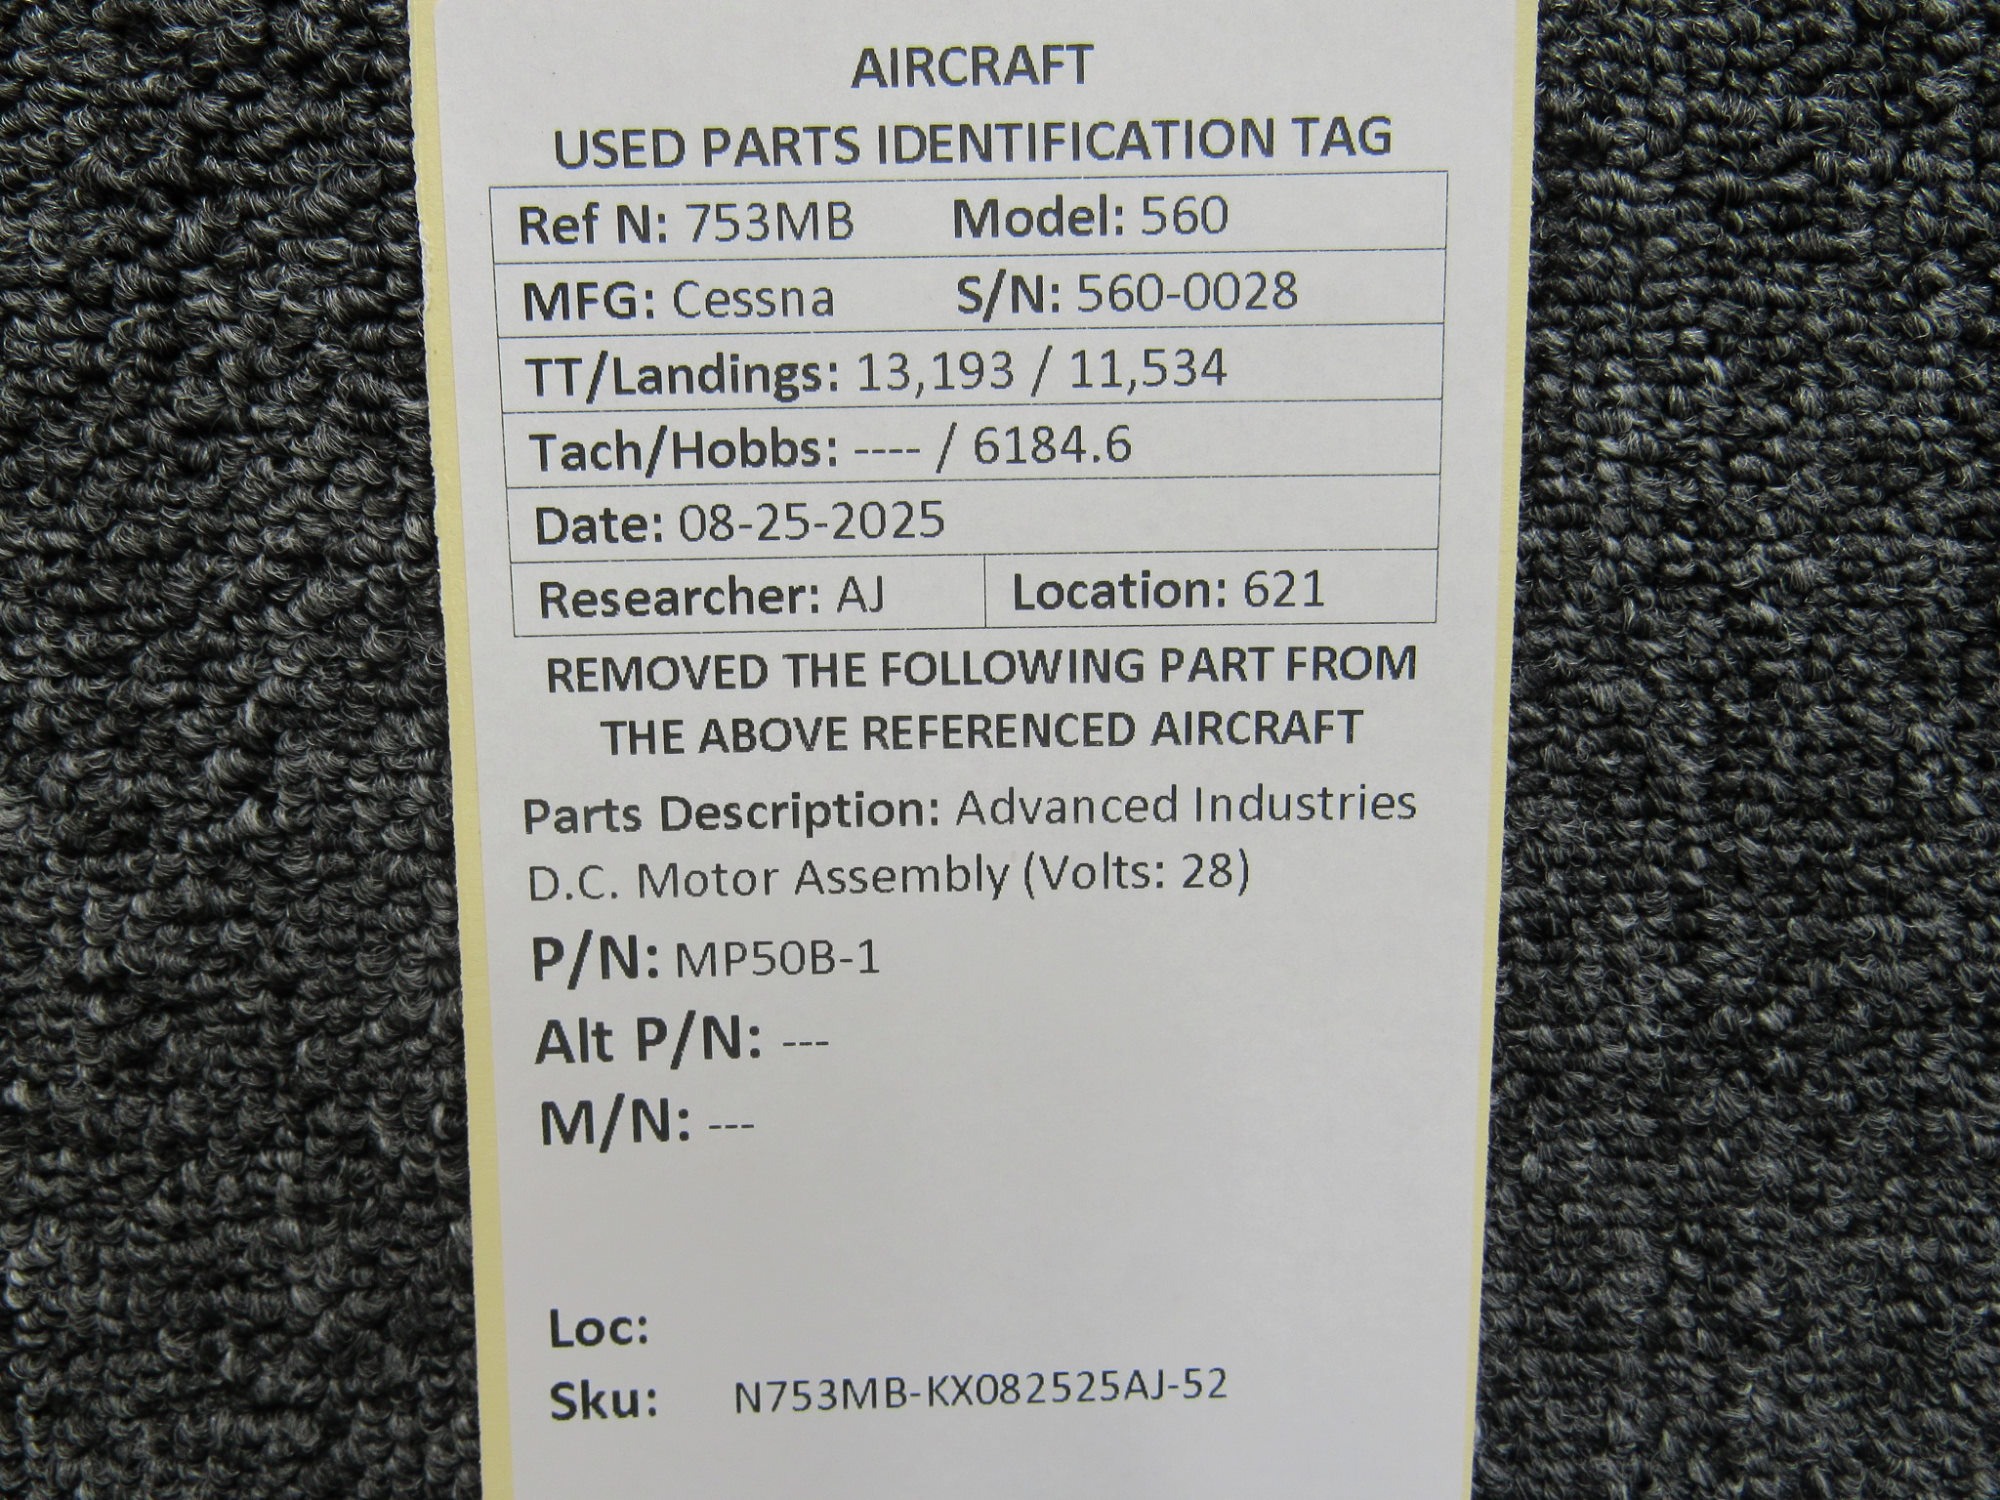 AIRCRAFT
USED PARTS IDENTIFICATION TAG
Ref N: 753MB Model: 560
MFG: Cessna S/N: 560-0028
TT/Landings: 13,193 / 11,534
Tach/Hobbs: ---- / 6184.6
Date: 08-25-2025
Researcher: AJ Location: 621
REMOVED THE FOLLOWING PART FROM
THE ABOVE REFERENCED AIRCRAFT
Parts Description: Advanced Industries
D.C. Motor Assembly (Volts: 28)
P/N: MP50B-1
Alt P/N: ---
M/N: ---
Loc:
Sku: N753MB-KX082525AJ-52